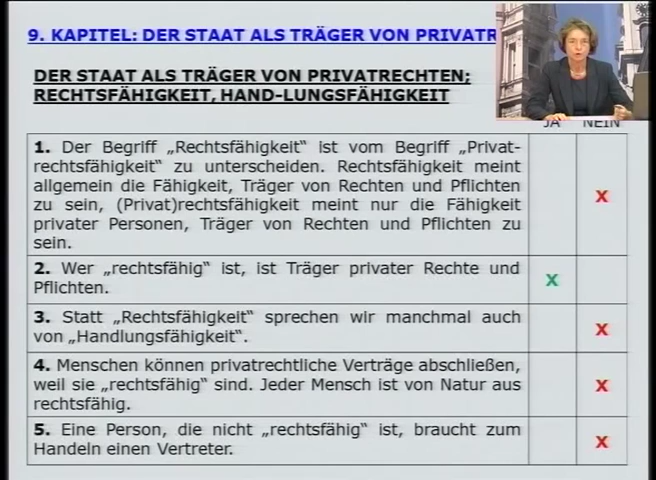 9. KAPITEL: DER STAAT ALS TRÄGER VON
DER STAAT ALS TRÄGER VON PRIVATRECHTEN;
RECHTSFÄHIGKEIT, HAND-LUNGSFÄHIGKEIT
JA NEIN
1. Der Begriff „Rechtsfähigkeit“ ist vom Begriff „Privat-
rechtsfähigkeit“ zu unterscheiden. Rechtsfähigkeit meint
allgemein die Fähigkeit, Träger von Rechten und Pflichten
zu sein, (Privat)rechtsfähigkeit meint nur die Fähigkeit
privater Personen, Träger von Rechten und Pflichten zu
sein.
X
2. Wer „rechtsfähig“ ist, ist Träger privater Rechte und
Pflichten.
X
3. Statt „Rechtsfähigkeit“ sprechen wir manchmal auch
von „Handlungsfähigkeit“.
X
4. Menschen können privatrechtliche Verträge abschließen,
weil sie „rechtsfähig“ sind. Jeder Mensch ist von Natur aus
rechtsfähig.
X
5. Eine Person, die nicht „rechtsfähig“ ist, braucht zum
Handeln einen Vertreter.
X